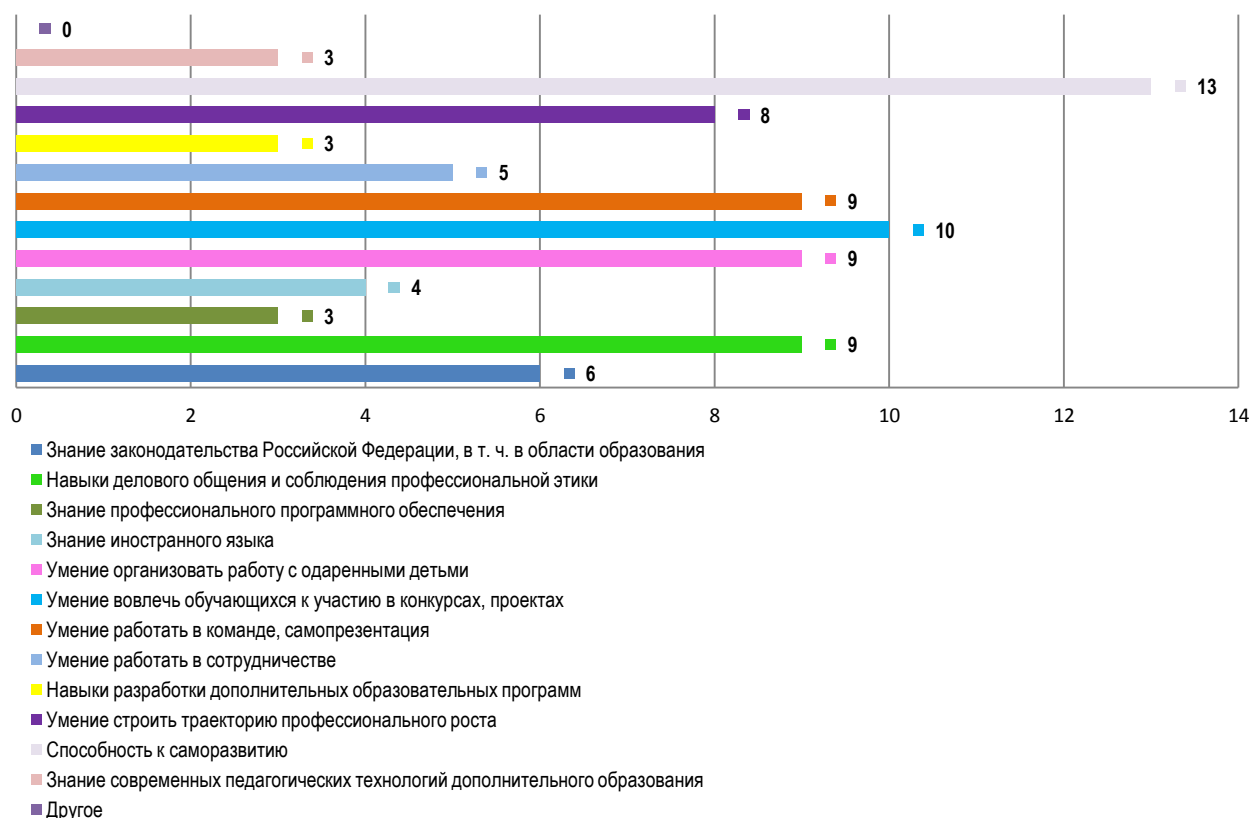 0
3
13
8
3
5
9
10
9
4
3
9
6
0 2 4 6 8 10 12 14
Знание законодательства Российской Федерации, в т. ч. в области образования
Навыки делового общения и соблюдения профессиональной этики
Знание профессионального программного обеспечения
Знание иностранного языка
Умение организовать работу с одаренными детьми
Умение вовлечь обучающихся к участию в конкурсах, проектах
Умение работать в команде, самопрезентация
Умение работать в сотрудничестве
Навыки разработки дополнительных образовательных программ
Умение строить траекторию профессионального роста
Способность к саморазвитию
Знание современных педагогических технологий дополнительного образования
Другое